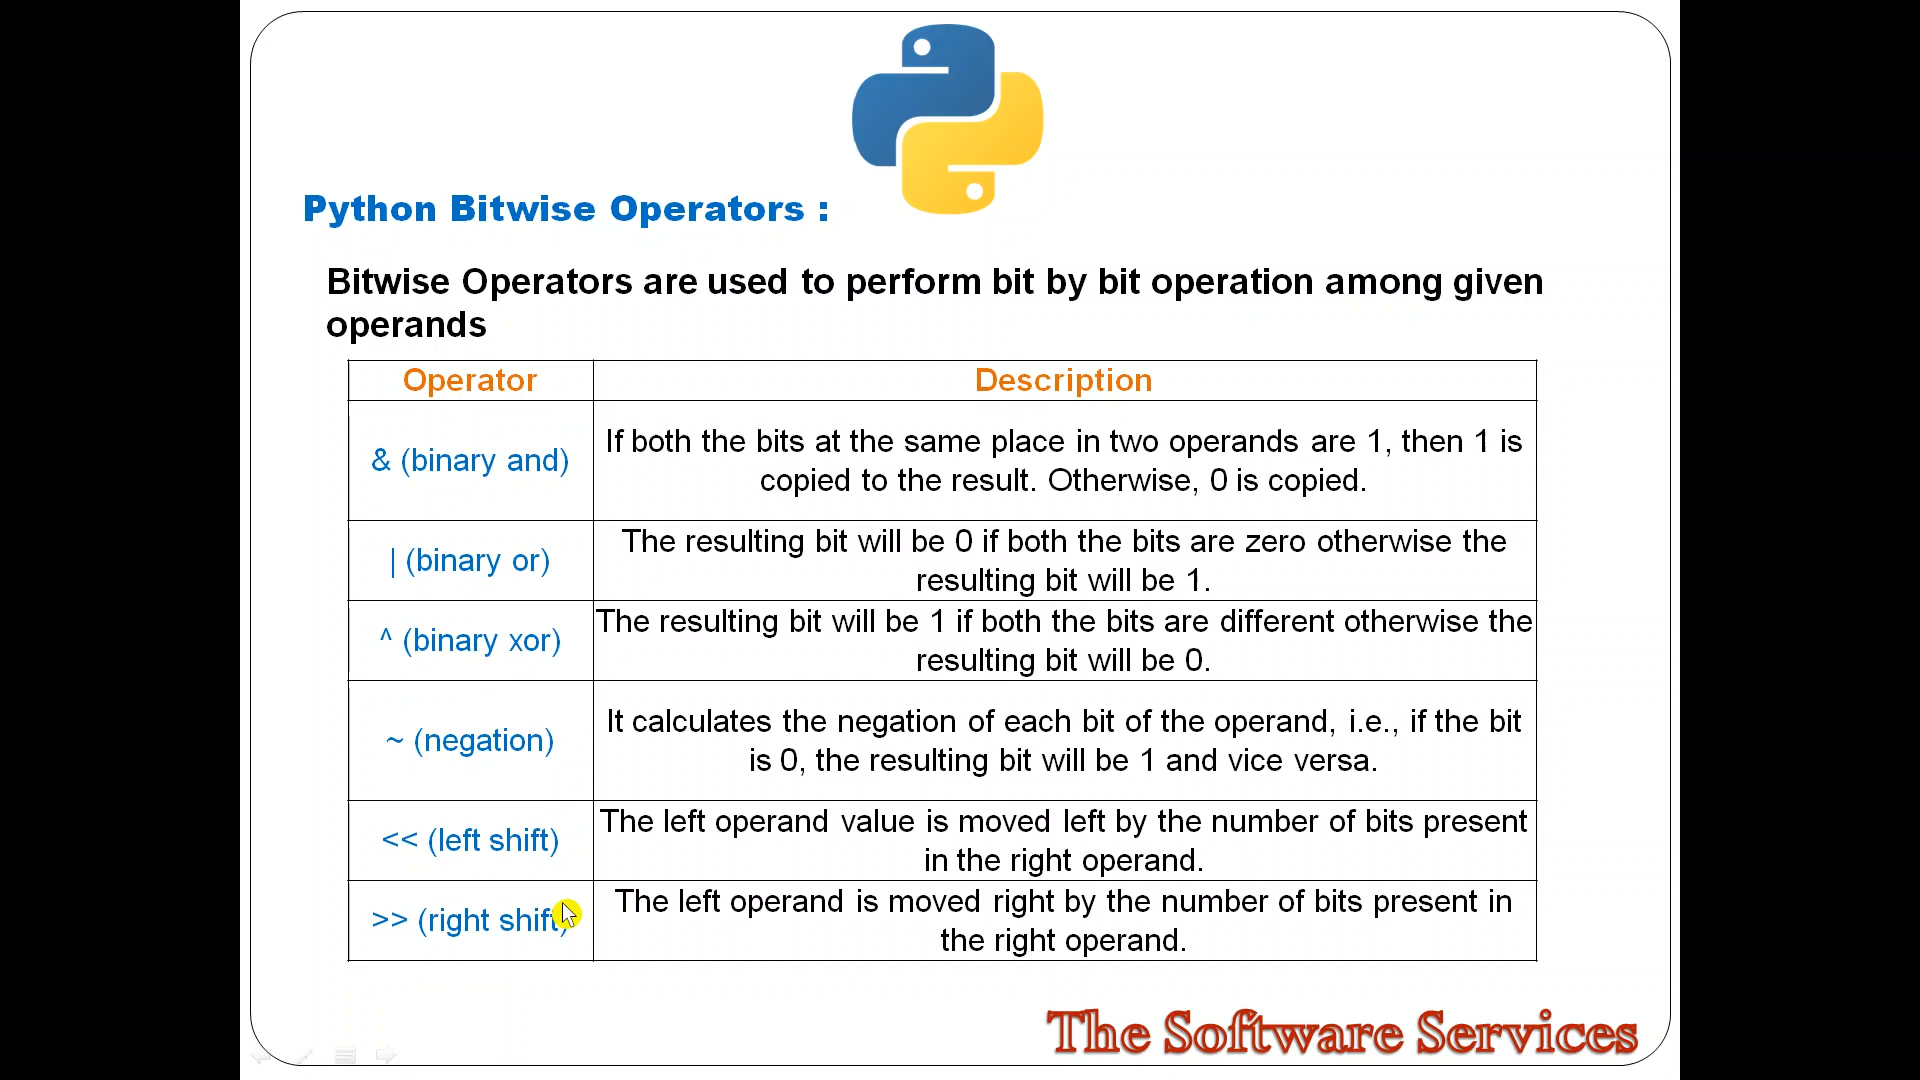 Python Bitwise Operators :
Bitwise Operators are used to perform bit by bit operation among given
operands
Operator
Description
& (binary and)
If both the bits at the same place in two operands are 1, then 1 is
copied to the result. Otherwise, 0 is copied.
| (binary or)
The resulting bit will be 0 if both the bits are zero otherwise the
resulting bit will be 1.
^ (binary xor)
The resulting bit will be 1 if both the bits are different otherwise the
resulting bit will be 0.
~ (negation)
It calculates the negation of each bit of the operand, i.e., if the bit
is 0, the resulting bit will be 1 and vice versa.
<< (left shift)
The left operand value is moved left by the number of bits present
in the right operand.
>> (right shift)
The left operand is moved right by the number of bits present in
the right operand.
The Software Services